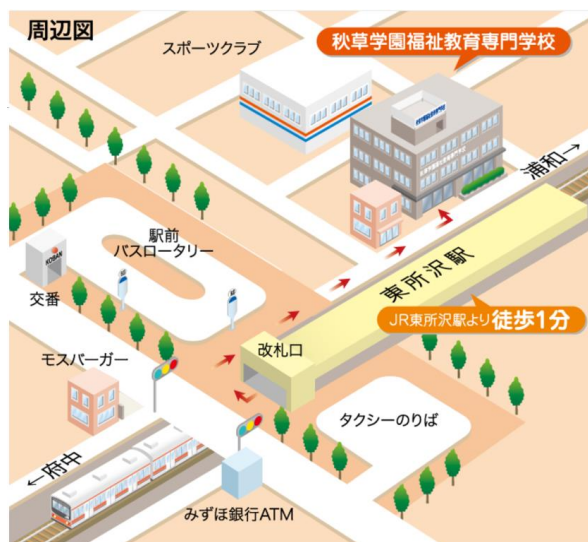 周辺図
スポーツクラブ
秋草学園福祉教育専門学校
浦和→
駅前
バスロータリー
KOBAN
交番
東所沢駅
JR東所沢駅より徒歩1分
改札口
モスバーガー
タクシーのりば
←府中
みずほ銀行ATM